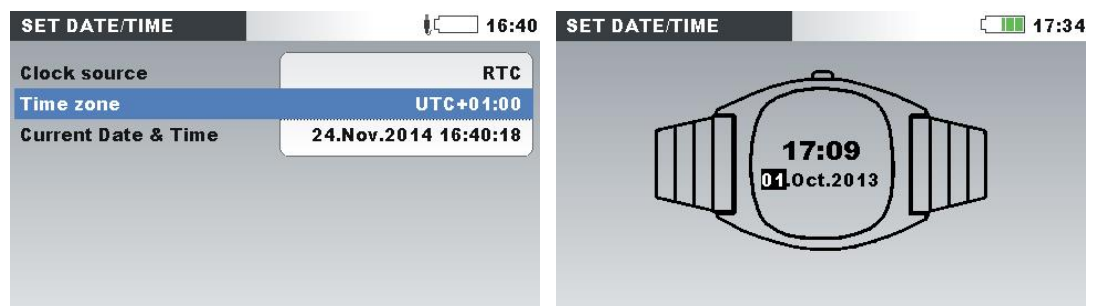 SET DATE/TIME 16:40
Clock source RTC
Time zone UTC+01:00
Current Date & Time 24.Nov.2014 16:40:18
SET DATE/TIME 17:34
17:09
01.Oct.2013